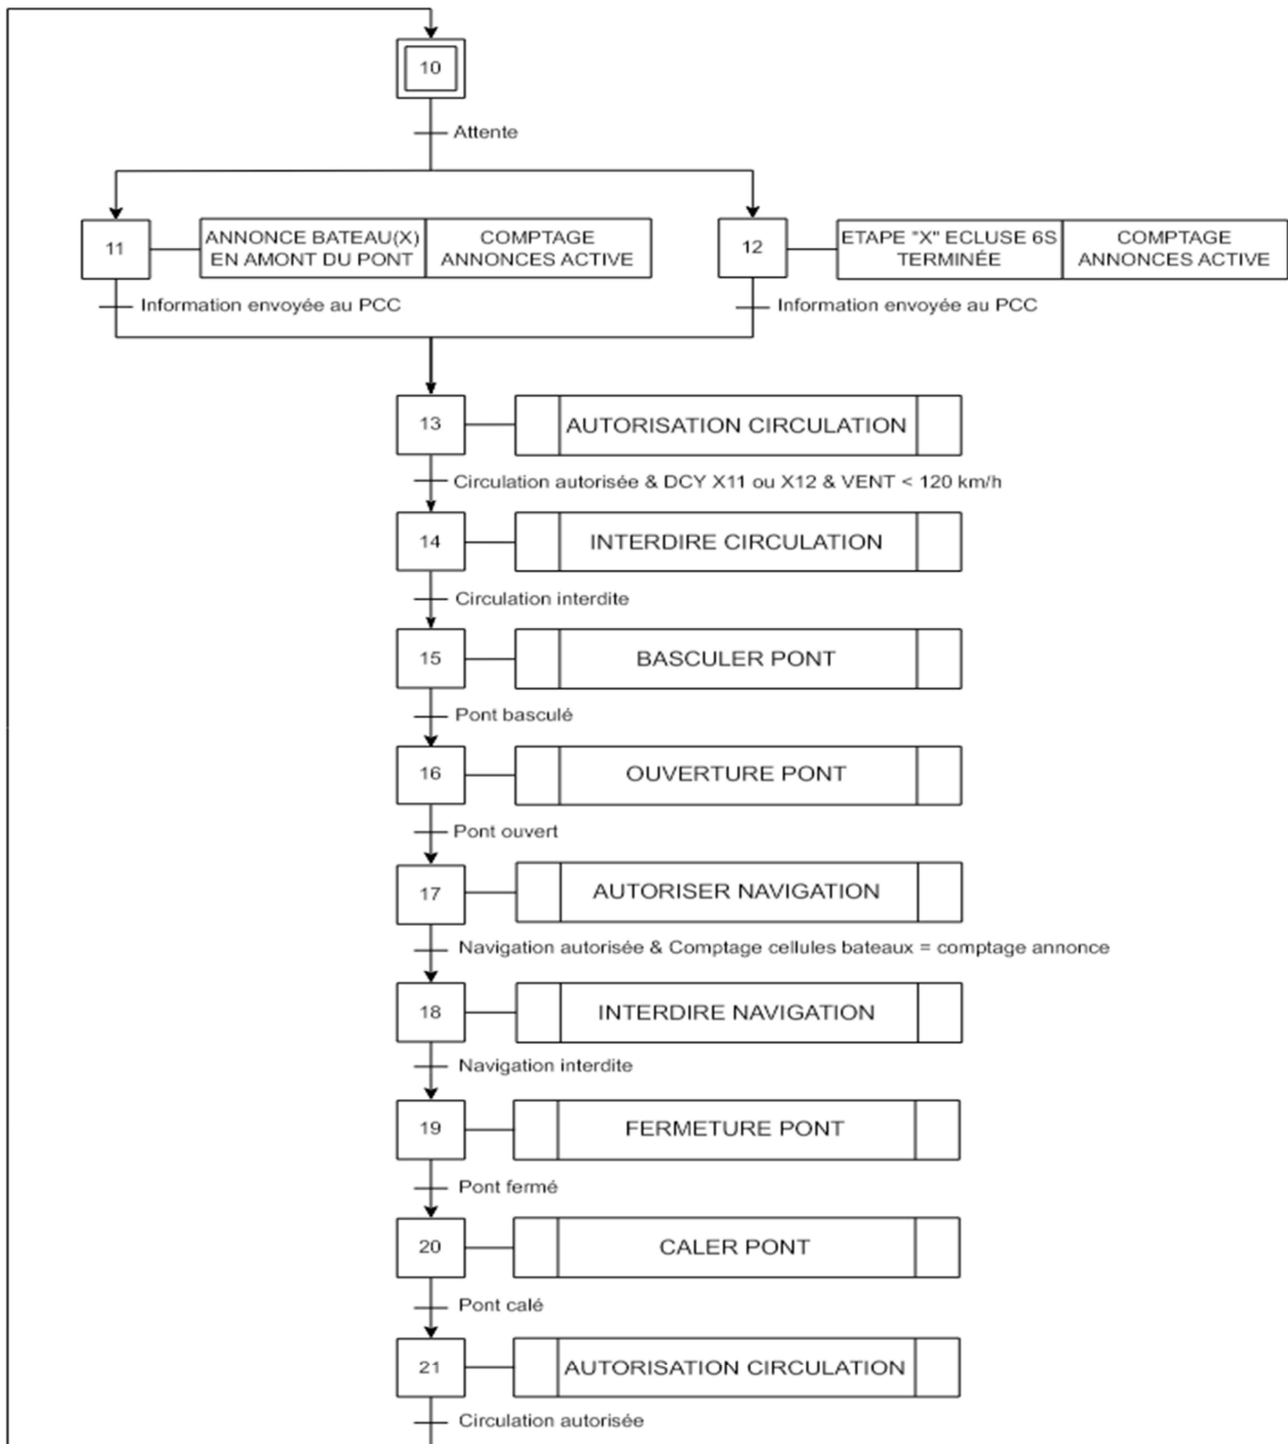 10
Attente
11
ANNONCE BATEAU(X)
EN AMONT DU PONT
COMPTAGE
ANNONCES ACTIVE
12
ETAPE "X" ECLUSE 6S
TERMINÉE
COMPTAGE
ANNONCES ACTIVE
Information envoyée au PCC
Information envoyée au PCC
13
AUTORISATION CIRCULATION
Circulation autorisée & DCY X11 ou X12 & VENT < 120 km/h
14
INTERDIRE CIRCULATION
Circulation interdite
15
BASCULER PONT
Pont basculé
16
OUVERTURE PONT
Pont ouvert
17
AUTORISER NAVIGATION
Navigation autorisée & Comptage cellules bateaux = comptage annonce
18
INTERDIRE NAVIGATION
Navigation interdite
19
FERMETURE PONT
Pont fermé
20
CALER PONT
Pont calé
21
AUTORISATION CIRCULATION
Circulation autorisée